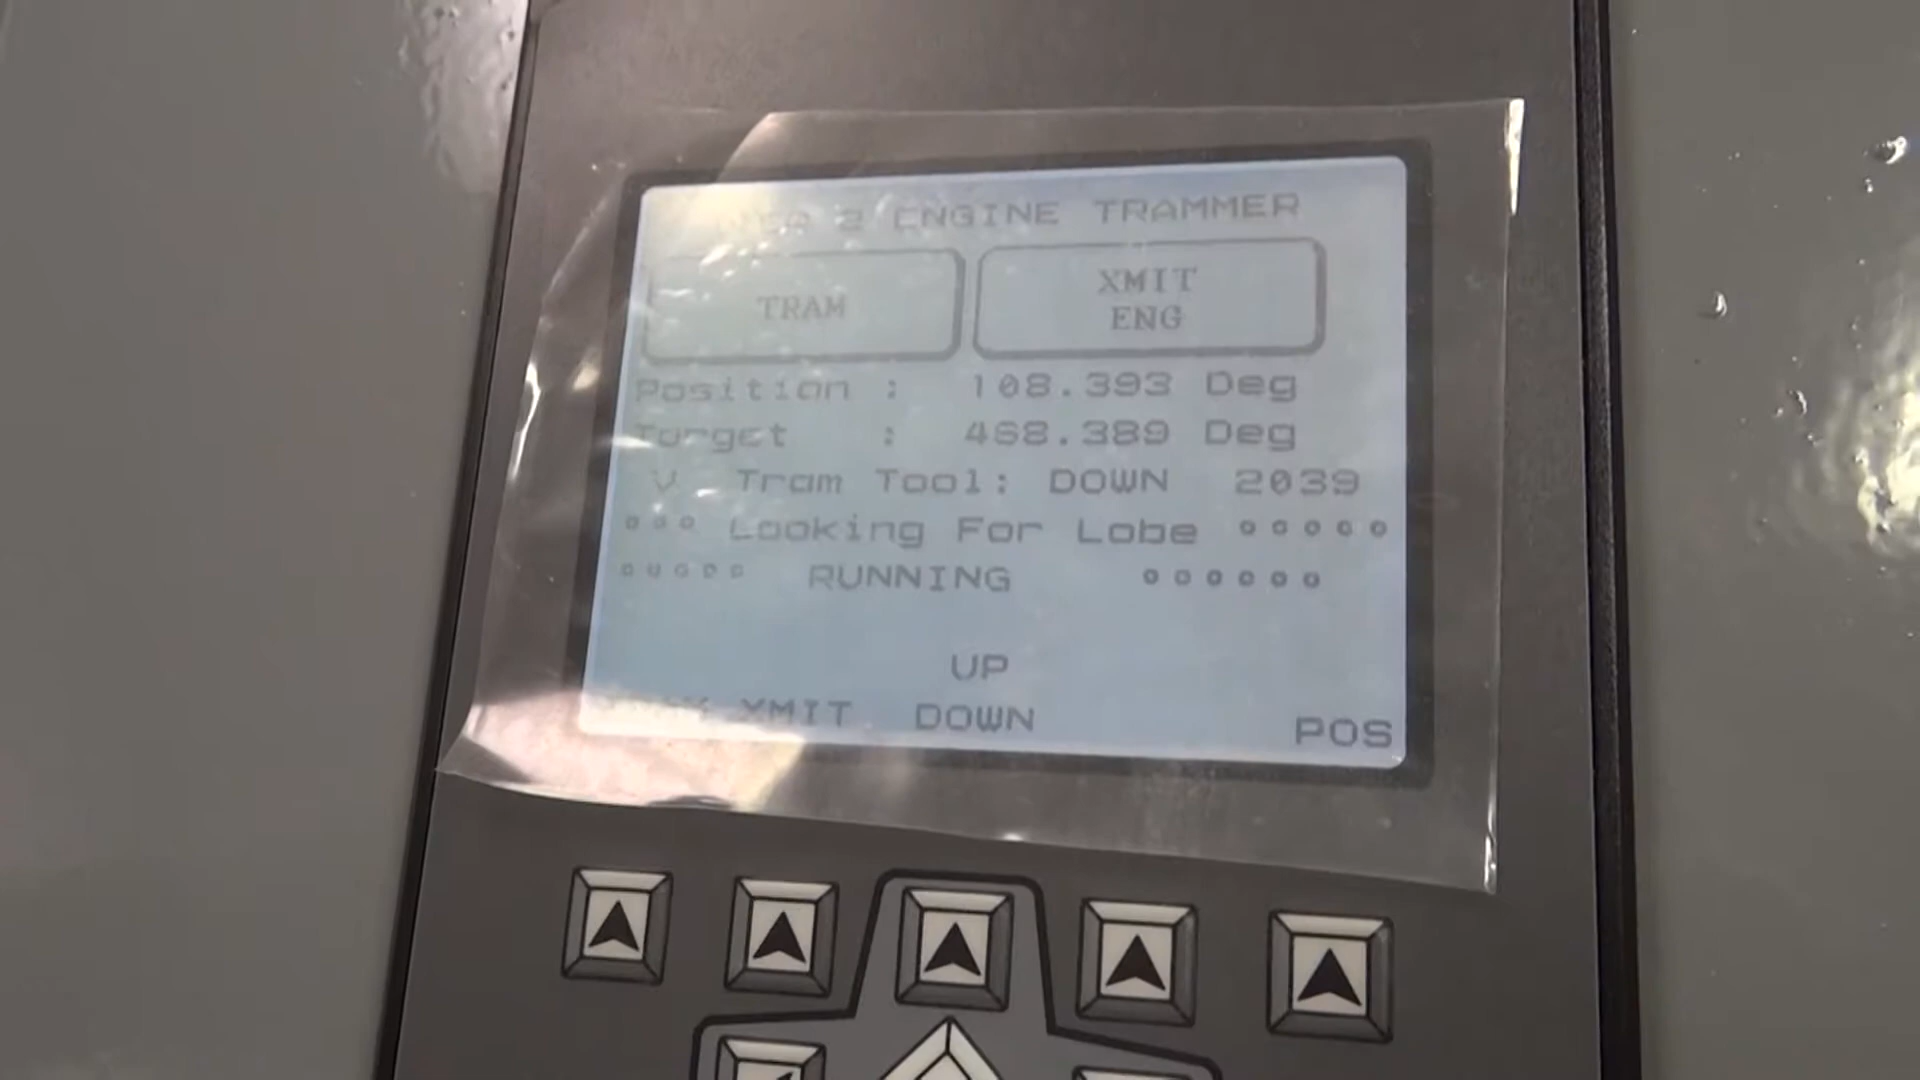 2 ENGINE TRAMMER
TRAM
XMIT
ENG
Position : 108.393 Deg
Target : 468.389 Deg
V Tram Tool: DOWN 2039
Looking For Lobe
RUNNING
UP
XMIT DOWN POS